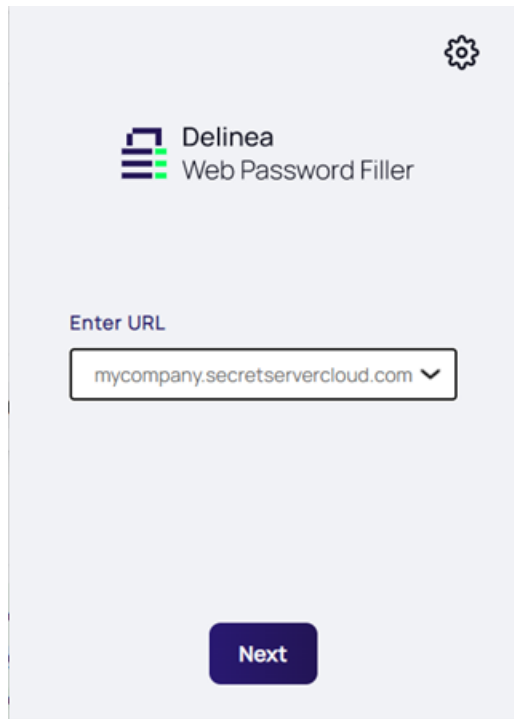 Delinea
Web Password Filler
Enter URL
mycompany.secretservercloud.com
Next